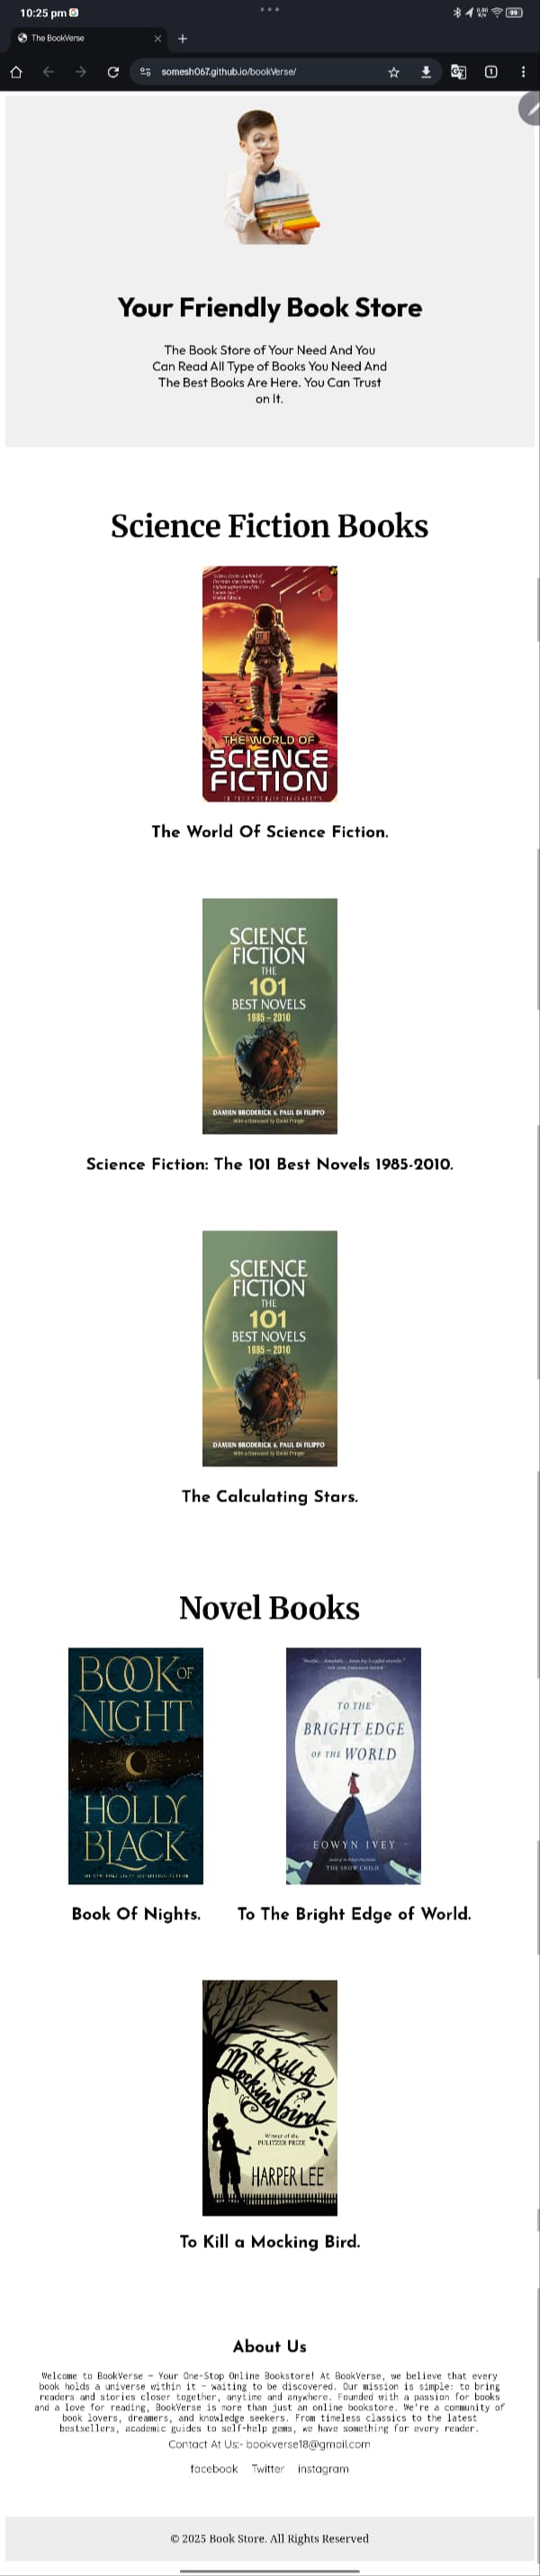 10:25 pm
The BookVerse
somesh067.github.io/bookVerse/
1
99
Your Friendly Book Store
The Book Store of Your Need And You
Can Read All Type of Books You Need And
The Best Books Are Here. You Can Trust
on It.
Science Fiction Books
THE WORLD OF
SCIENCE
FICTION
The World Of Science Fiction.
SCIENCE
FICTION
THE
101
BEST NOVELS
1985 – 2010
DAMIEN BRODERICK & PAUL DI FILIPPO
Science Fiction: The 101 Best Novels 1985-2010.
SCIENCE
FICTION
THE
101
BEST NOVELS
1985 – 2010
DAMIEN BRODERICK & PAUL DI FILIPPO
The Calculating Stars.
Novel Books
BOOK OF
NIGHT
HOLLY
BLACK
TO THE
BRIGHT EDGE
OF THE WORLD
EOWYN IVEY
THE SNOW CHILD
Book Of Nights.
To The Bright Edge of World.
To Kill A
Mockingbird
Winner of the
PULITZER PRIZE
HARPER LEE
To Kill a Mocking Bird.
About Us
Welcome to BookVerse – Your One-Stop Online Bookstore! At BookVerse, we believe that every
book holds a universe within it – waiting to be discovered. Our mission is simple: to bring
readers and stories closer together, anytime and anywhere. Founded with a passion for books
and a love for reading, BookVerse is more than just an online bookstore. We're a community of
book lovers, dreamers, and knowledge seekers. From timeless classics to the latest
bestsellers, academic guides to self-help gems, we have something for every reader.
Contact At Us:- bookverse18@gmail.com
facebook Twitter instagram
© 2025 Book Store. All Rights Reserved